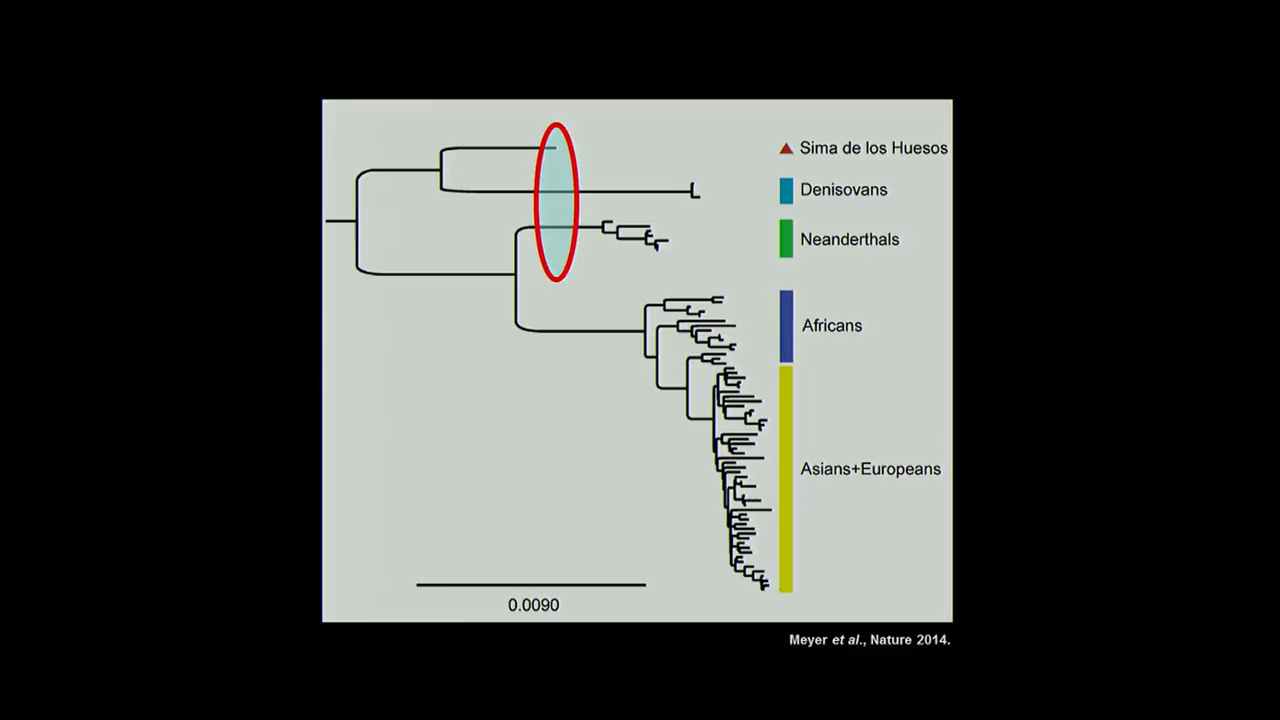 Sima de los Huesos
Denisovans
Neanderthals
Africans
Asians+Europeans
0.0090
Meyer et al., Nature 2014.